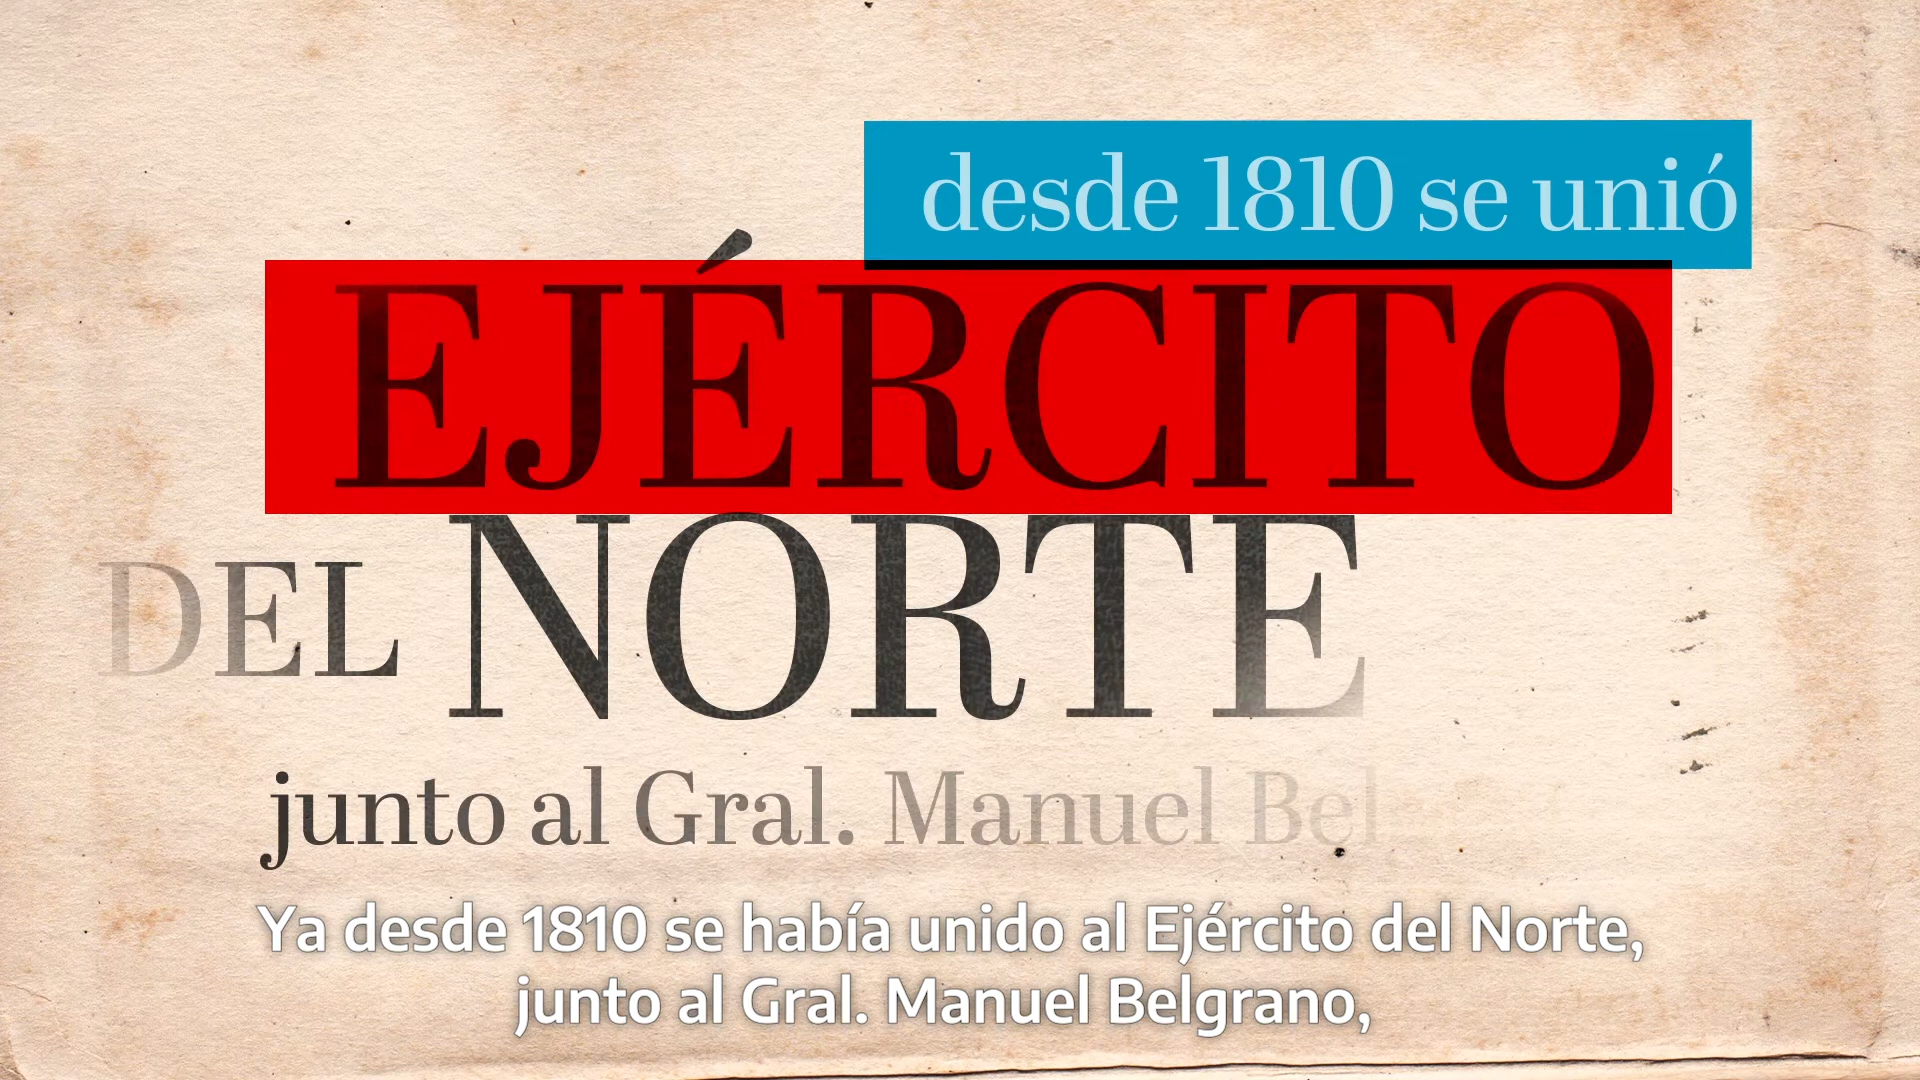 desde 1810 se unió
EJÉRCITO
DEL NORTE
junto al Gral. Manuel Bel
Ya desde 1810 se había unido al Ejército del Norte,
junto al Gral. Manuel Belgrano,